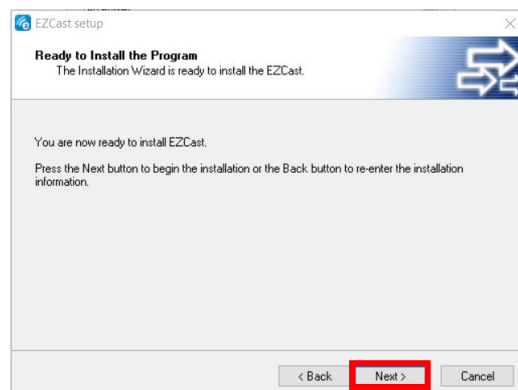 EZCast setup
Ready to Install the Program
The Installation Wizard is ready to install the EZCast.
You are now ready to install EZCast.
Press the Next button to begin the installation or the Back button to re-enter the installation
information.
< Back
Next >
Cancel